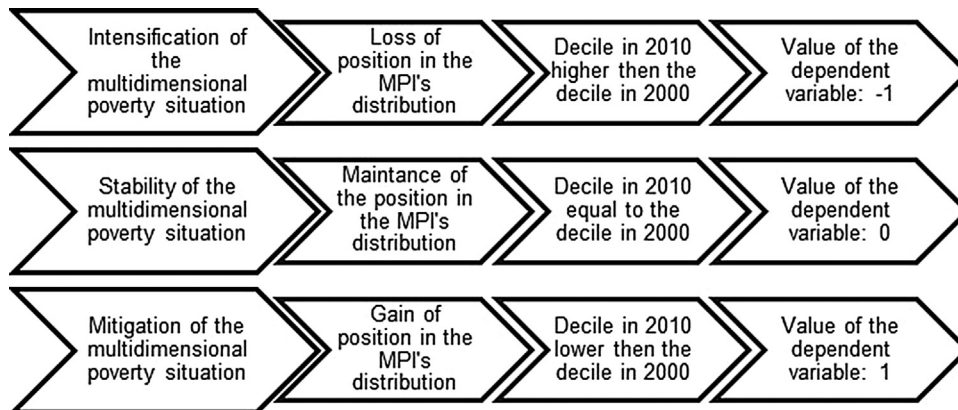 Intensification of
the
multidimensional
poverty situation
Loss of
position in the
MPI's
distribution
Decile in 2010
higher then the
decile in 2000
Value of the
dependent
variable: -1
Stability of the
multidimensional
poverty situation
Maintance of
the position in
the MPI's
distribution
Decile in 2010
equal to the
decile in 2000
Value of the
dependent
variable: 0
Mitigation of the
multidimensional
poverty situation
Gain of
position in the
MPI's
distribution
Decile in 2010
lower then the
decile in 2000
Value of the
dependent
variable: 1